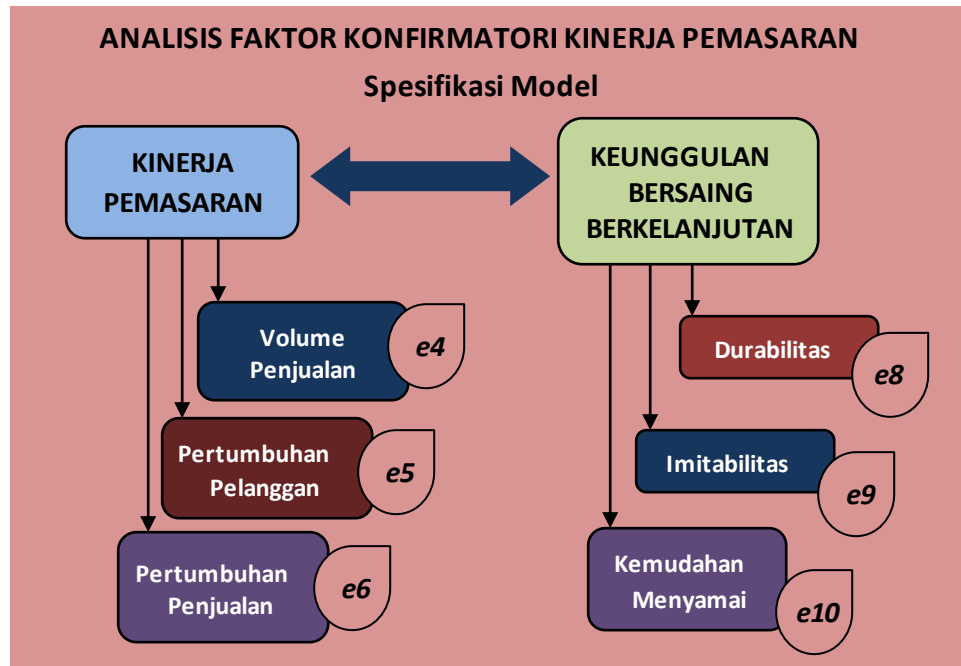 ANALISIS FAKTOR KONFIRMATORI KINERJA PEMASARAN
Spesifikasi Model
KINERJA
PEMASARAN
KEUNGGULAN
BERSAING
BERKELANJUTAN
Volume
Penjualan
e4
Durabilitas
e8
Pertumbuhan
Pelanggan
e5
Imitabilitas
e9
Pertumbuhan
Penjualan
e6
Kemudahan
Menyamai
e10